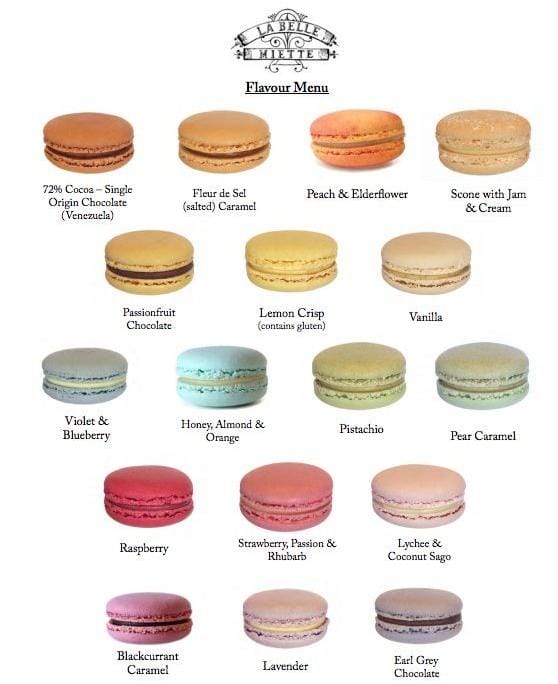 LA BELLE
MIETTE
Flavour Menu
72% Cocoa – Single
Origin Chocolate
(Venezuela)
Fleur de Sel
(salted) Caramel
Peach & Elderflower
Scone with Jam
& Cream
Passionfruit
Chocolate
Lemon Crisp
(contains gluten)
Vanilla
Violet &
Blueberry
Honey, Almond &
Orange
Pistachio
Pear Caramel
Raspberry
Strawberry, Passion &
Rhubarb
Lychee &
Coconut Sago
Blackcurrant
Caramel
Lavender
Earl Grey
Chocolate